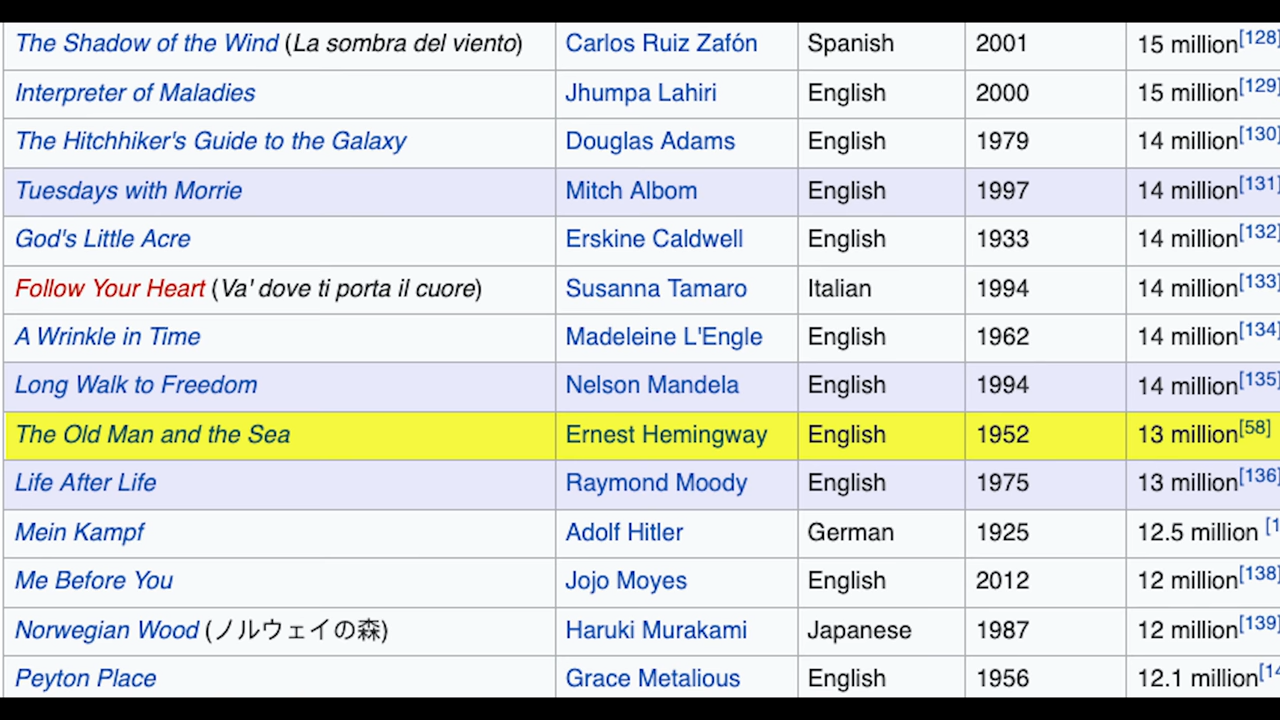 The Shadow of the Wind (La sombra del viento) Carlos Ruiz Zafón Spanish 2001 15 million[128]
Interpreter of Maladies Jhumpa Lahiri English 2000 15 million[129]
The Hitchhiker's Guide to the Galaxy Douglas Adams English 1979 14 million[130]
Tuesdays with Morrie Mitch Albom English 1997 14 million[131]
God's Little Acre Erskine Caldwell English 1933 14 million[132]
Follow Your Heart (Va' dove ti porta il cuore) Susanna Tamaro Italian 1994 14 million[133]
A Wrinkle in Time Madeleine L'Engle English 1962 14 million[134]
Long Walk to Freedom Nelson Mandela English 1994 14 million[135]
The Old Man and the Sea Ernest Hemingway English 1952 13 million[58]
Life After Life Raymond Moody English 1975 13 million[136]
Mein Kampf Adolf Hitler German 1925 12.5 million [1
Me Before You Jojo Moyes English 2012 12 million[138]
Norwegian Wood (ノルウェイの森) Haruki Murakami Japanese 1987 12 million[139]
Peyton Place Grace Metalious English 1956 12.1 million[14